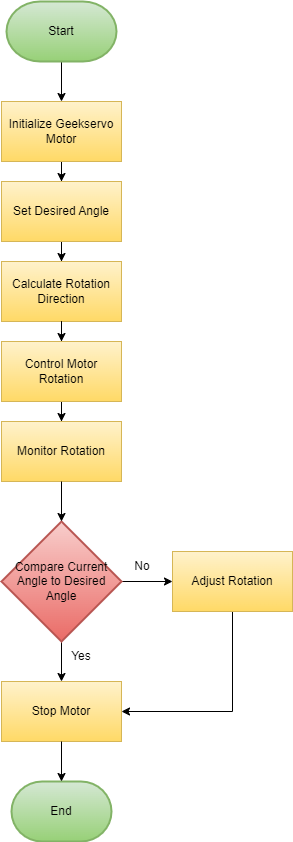 Start
Initialize Geekservo
Motor
Set Desired Angle
Calculate Rotation
Direction
Control Motor
Rotation
Monitor Rotation
Compare Current
Angle to Desired
Angle
No
Adjust Rotation
Yes
Stop Motor
End